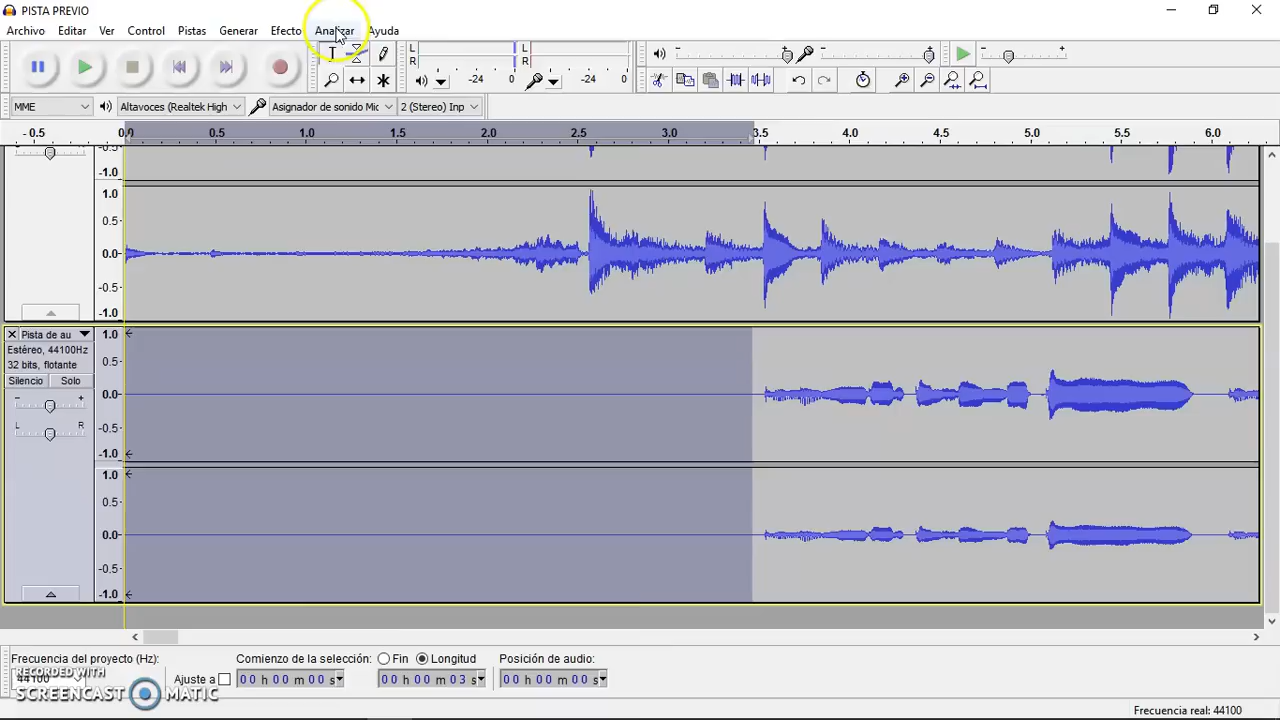 PISTA PREVIO
Archivo Editar Ver Control Pistas Generar Efecto Analizar Ayuda
L R -24 0 L R -24 0
MME Altavoces (Realtek High Asignador de sonido Mic 2 (Stereo) Inp
-0.5 0.0 0.5 1.0 1.5 2.0 2.5 3.0 3.5 4.0 4.5 5.0 5.5 6.0
-0.5
-1.0
1.0
0.5
0.0
-0.5
-1.0
Pista de au
Estéreo, 44100Hz
32 bits, flotante
Silencio Solo
L R
1.0
0.5
0.0
-0.5
-1.0
1.0
0.5
0.0
-0.5
-1.0
Frecuencia del proyecto (Hz): Comienzo de la selección: Fin Longitud Posición de audio:
44100 Ajuste a 00 h 00 m 00 s 00 h 00 m 03 s 00 h 00 m 00 s
RECORDED WITH
SCREENCAST MATIC
Frecuencia real: 44100